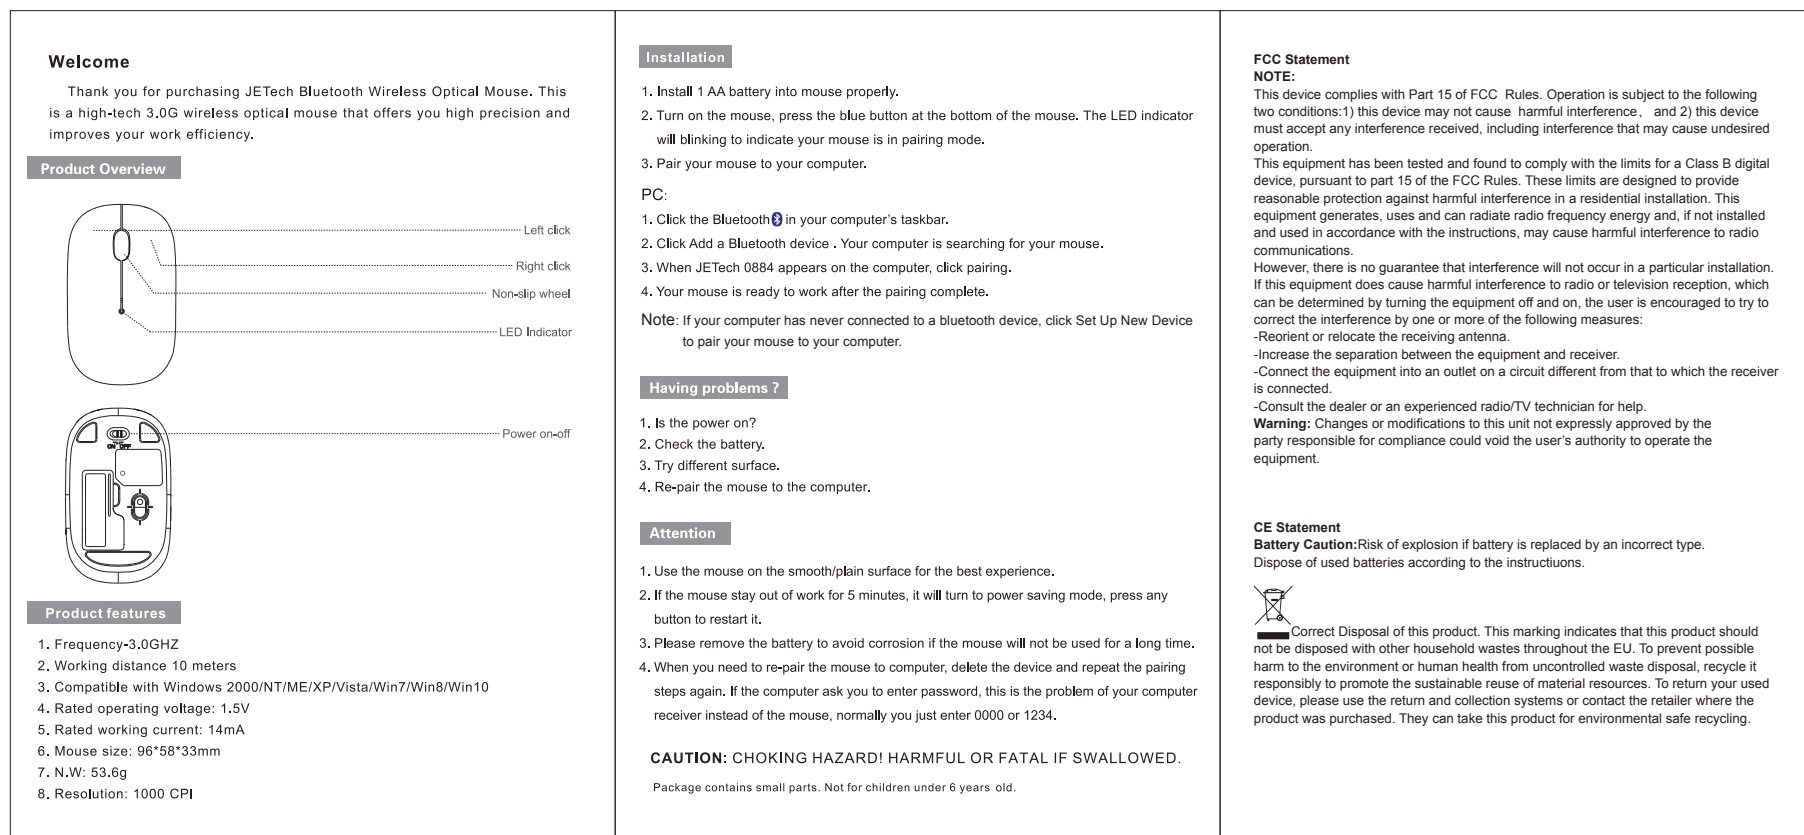 Welcome
Thank you for purchasing JETech Bluetooth Wireless Optical Mouse. This
is a high-tech 3.0G wireless optical mouse that offers you high precision and
improves your work efficiency.
Product Overview
Left click
Right click
Non-slip wheel
LED Indicator
Power on-off
ON OFF
Product features
1. Frequency-3.0GHZ
2. Working distance 10 meters
3. Compatible with Windows 2000/NT/ME/XP/Vista/Win7/Win8/Win10
4. Rated operating voltage: 1.5V
5. Rated working current: 14mA
6. Mouse size: 96*58*33mm
7. N.W: 53.6g
8. Resolution: 1000 CPI
Installation
1. Install 1 AA battery into mouse properly.
2. Turn on the mouse, press the blue button at the bottom of the mouse. The LED indicator
will blinking to indicate your mouse is in pairing mode.
3. Pair your mouse to your computer.
PC:
1. Click the Bluetooth in your computer's taskbar.
2. Click Add a Bluetooth device . Your computer is searching for your mouse.
3. When JETech 0884 appears on the computer, click pairing.
4. Your mouse is ready to work after the pairing complete.
Note: If your computer has never connected to a bluetooth device, click Set Up New Device
to pair your mouse to your computer.
Having problems ?
1. Is the power on?
2. Check the battery.
3. Try different surface.
4. Re-pair the mouse to the computer.
Attention
1. Use the mouse on the smooth/plain surface for the best experience.
2. If the mouse stay out of work for 5 minutes, it will turn to power saving mode, press any
button to restart it.
3. Please remove the battery to avoid corrosion if the mouse will not be used for a long time.
4. When you need to re-pair the mouse to computer, delete the device and repeat the pairing
steps again. If the computer ask you to enter password, this is the problem of your computer
receiver instead of the mouse, normally you just enter 0000 or 1234.
CAUTION: CHOKING HAZARD! HARMFUL OR FATAL IF SWALLOWED.
Package contains small parts. Not for children under 6 years old.
FCC Statement
NOTE:
This device complies with Part 15 of FCC Rules. Operation is subject to the following
two conditions:1) this device may not cause harmful interference, and 2) this device
must accept any interference received, including interference that may cause undesired
operation.
This equipment has been tested and found to comply with the limits for a Class B digital
device, pursuant to part 15 of the FCC Rules. These limits are designed to provide
reasonable protection against harmful interference in a residential installation. This
equipment generates, uses and can radiate radio frequency energy and, if not installed
and used in accordance with the instructions, may cause harmful interference to radio
communications.
However, there is no guarantee that interference will not occur in a particular installation.
If this equipment does cause harmful interference to radio or television reception, which
can be determined by turning the equipment off and on, the user is encouraged to try to
correct the interference by one or more of the following measures:
-Reorient or relocate the receiving antenna.
-Increase the separation between the equipment and receiver.
-Connect the equipment into an outlet on a circuit different from that to which the receiver
is connected.
-Consult the dealer or an experienced radio/TV technician for help.
Warning: Changes or modifications to this unit not expressly approved by the
party responsible for compliance could void the user's authority to operate the
equipment.
CE Statement
Battery Caution:Risk of explosion if battery is replaced by an incorrect type.
Dispose of used batteries according to the instructiuons.
Correct Disposal of this product. This marking indicates that this product should
not be disposed with other household wastes throughout the EU. To prevent possible
harm to the environment or human health from uncontrolled waste disposal, recycle it
responsibly to promote the sustainable reuse of material resources. To return your used
device, please use the return and collection systems or contact the retailer where the
product was purchased. They can take this product for environmental safe recycling.